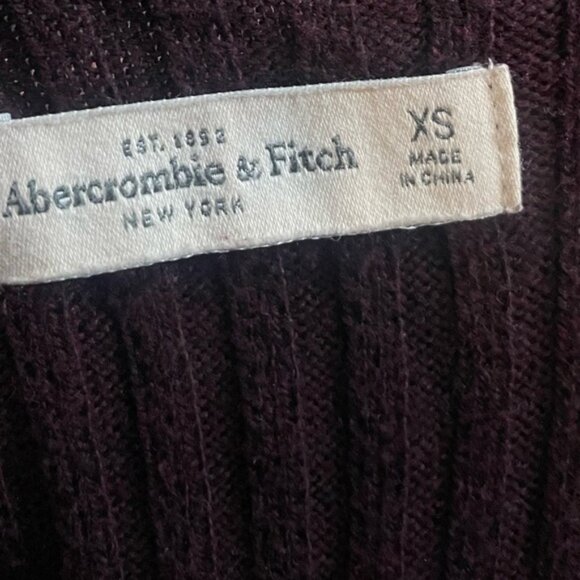 EST. 1892
Abercrombie & Fitch
NEW YORK
XS
MADE
IN CHINA